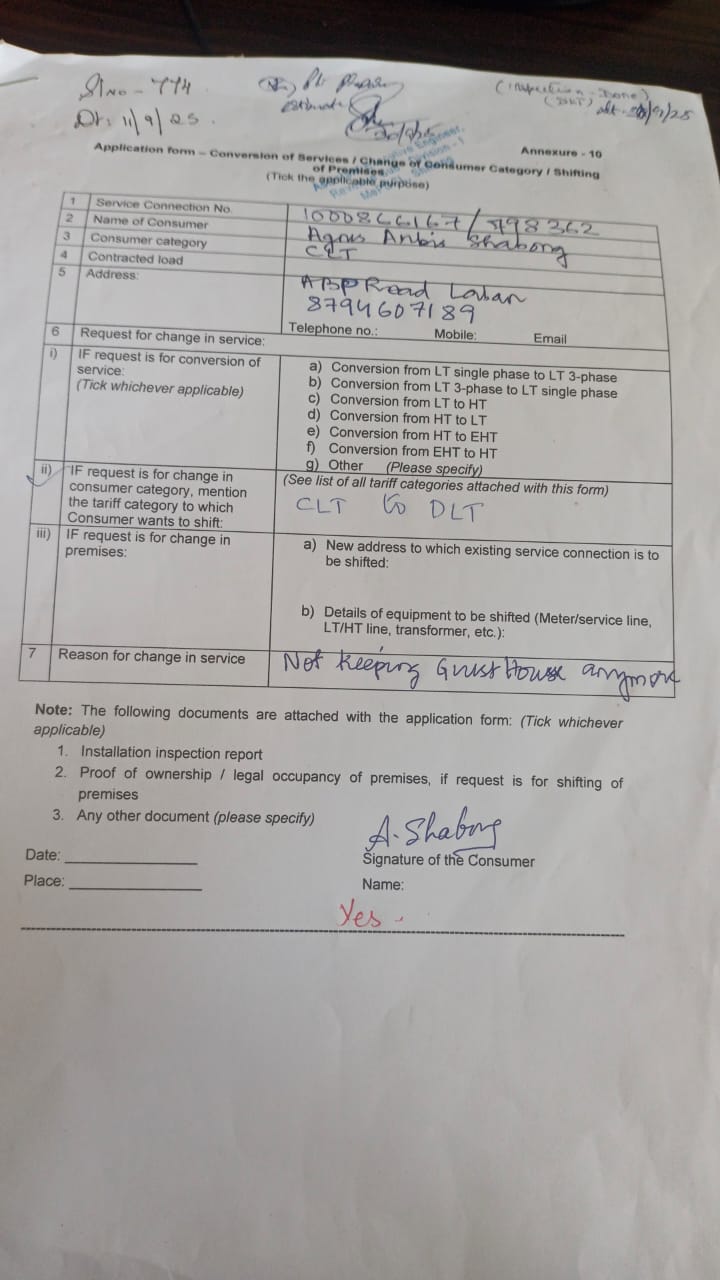 Sl No - 774
Dt: 11/9/25.
(Inspection - Done)
Annexure - 10
Application form – Conversion of Services / Change of Consumer Category / Shifting
of Premises
(Tick the applicable purpose)
1 Service Connection No. 1000866167/498362
2 Name of Consumer Agnes Shabong
3 Consumer category CLT
4 Contracted load
5 Address: ABP Road Laban
8794607189
Telephone no.: Mobile: Email
6 Request for change in service:
i) IF request is for conversion of
service:
(Tick whichever applicable)
a) Conversion from LT single phase to LT 3-phase
b) Conversion from LT 3-phase to LT single phase
c) Conversion from LT to HT
d) Conversion from HT to LT
e) Conversion from HT to EHT
f) Conversion from EHT to HT
g) Other (Please specify)
ii) IF request is for change in
consumer category, mention
the tariff category to which
Consumer wants to shift:
(See list of all tariff categories attached with this form)
CLT to DLT
iii) IF request is for change in
premises:
a) New address to which existing service connection is to
be shifted:
b) Details of equipment to be shifted (Meter/service line,
LT/HT line, transformer, etc.):
7 Reason for change in service Not keeping Guest House anymore
Note: The following documents are attached with the application form: (Tick whichever
applicable)
1. Installation inspection report
2. Proof of ownership / legal occupancy of premises, if request is for shifting of
premises
3. Any other document (please specify)
A. Shabong
Date: Signature of the Consumer
Place: Name:
Yes.